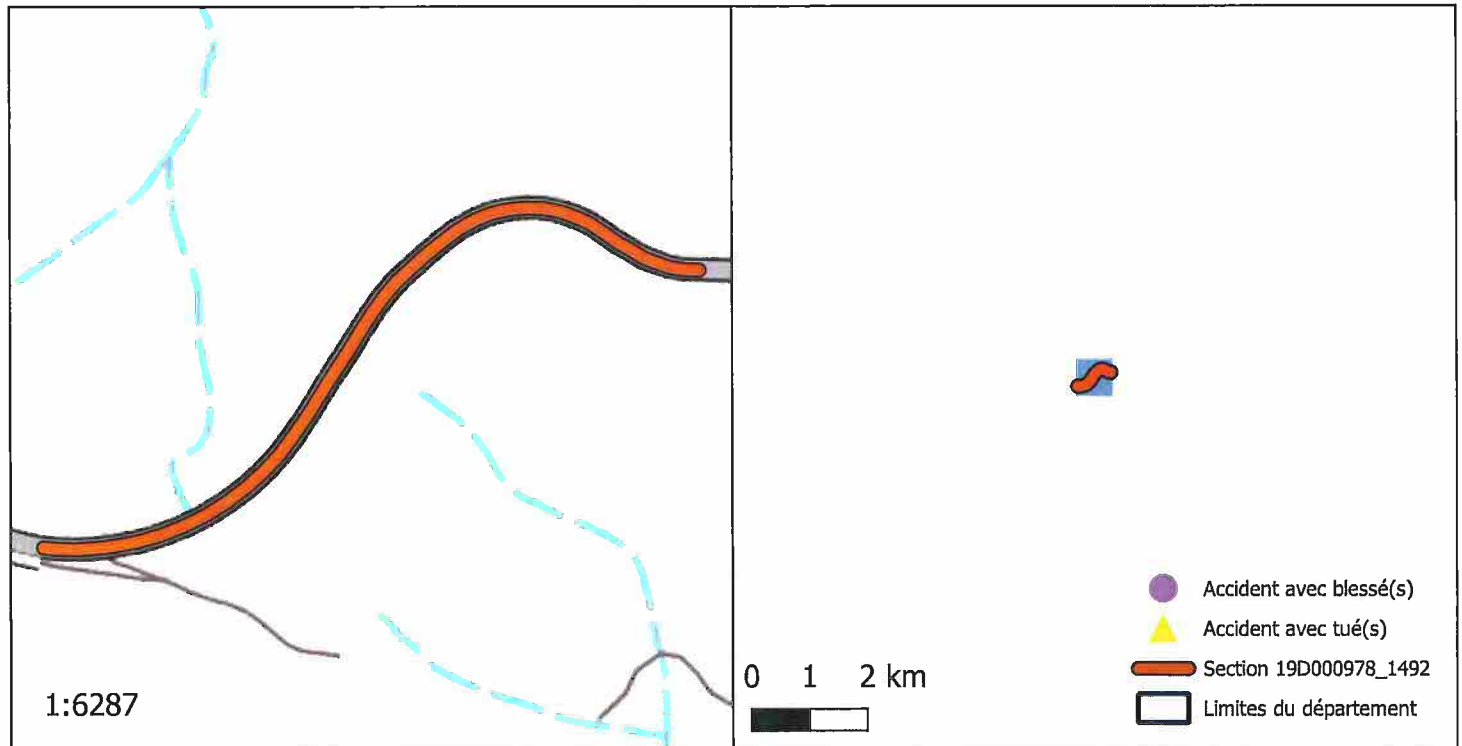 1:6287
0 1 2 km
Accident avec blessé(s)
Accident avec tué(s)
Section 19D000978_1492
Limites du département